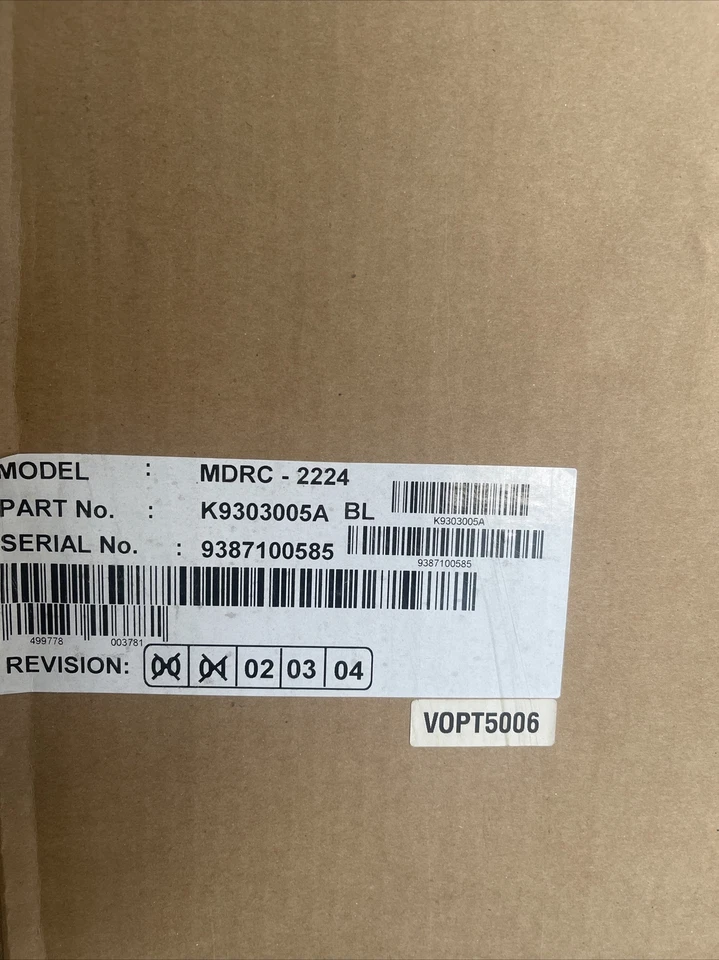 MODEL : MDRC - 2224
PART No. : K9303005A BL
K9303005A
SERIAL No. : 9387100585
9387100585
499778 003781
REVISION: 00 01 02 03 04
VOPT5006